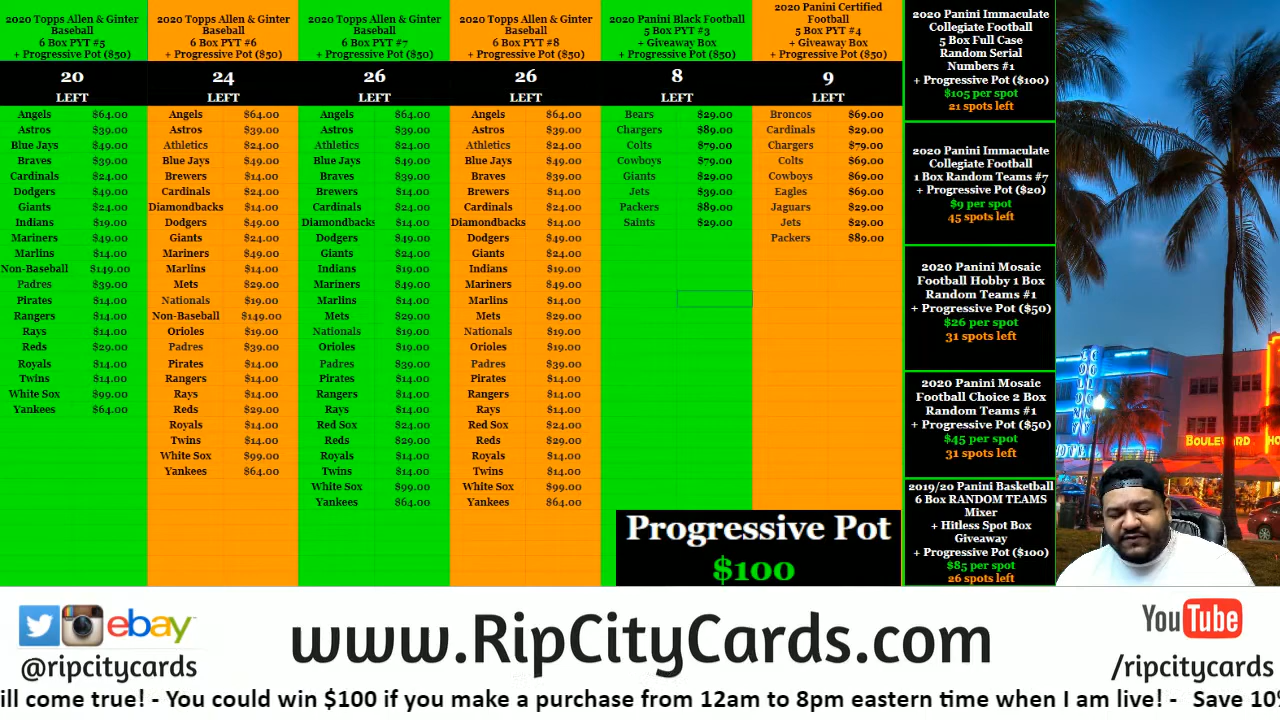 2020 Topps Allen & Ginter
Baseball
6 Box PYT #5
+ Progressive Pot ($50)
20
LEFT
Angels $64.00
Astros $39.00
Blue Jays $49.00
Braves $39.00
Cardinals $24.00
Dodgers $49.00
Giants $24.00
Indians $19.00
Mariners $49.00
Marlins $14.00
Non-Baseball $149.00
Padres $39.00
Pirates $14.00
Rangers $14.00
Rays $14.00
Reds $29.00
Royals $14.00
Twins $14.00
White Sox $99.00
Yankees $64.00
2020 Topps Allen & Ginter
Baseball
6 Box PYT #6
+ Progressive Pot ($50)
24
LEFT
Angels $64.00
Astros $39.00
Athletics $24.00
Blue Jays $49.00
Brewers $14.00
Cardinals $24.00
Diamondbacks $14.00
Dodgers $49.00
Giants $24.00
Mariners $49.00
Marlins $14.00
Mets $29.00
Nationals $19.00
Non-Baseball $149.00
Orioles $19.00
Padres $39.00
Pirates $14.00
Rangers $14.00
Rays $14.00
Reds $29.00
Royals $14.00
Twins $14.00
White Sox $99.00
Yankees $64.00
2020 Topps Allen & Ginter
Baseball
6 Box PYT #7
+ Progressive Pot ($50)
26
LEFT
Angels $64.00
Astros $39.00
Athletics $24.00
Blue Jays $49.00
Braves $39.00
Brewers $14.00
Cardinals $24.00
Diamondbacks $14.00
Dodgers $49.00
Giants $24.00
Indians $19.00
Mariners $49.00
Marlins $14.00
Mets $29.00
Nationals $19.00
Orioles $19.00
Padres $39.00
Pirates $14.00
Rangers $14.00
Rays $14.00
Red Sox $24.00
Reds $29.00
Royals $14.00
Twins $14.00
White Sox $99.00
Yankees $64.00
2020 Topps Allen & Ginter
Baseball
6 Box PYT #8
+ Progressive Pot ($50)
26
LEFT
Angels $64.00
Astros $39.00
Athletics $24.00
Blue Jays $49.00
Braves $39.00
Brewers $14.00
Cardinals $24.00
Diamondbacks $14.00
Dodgers $49.00
Giants $24.00
Indians $19.00
Mariners $49.00
Marlins $14.00
Mets $29.00
Nationals $19.00
Orioles $19.00
Padres $39.00
Pirates $14.00
Rangers $14.00
Rays $14.00
Red Sox $24.00
Reds $29.00
Royals $14.00
Twins $14.00
White Sox $99.00
Yankees $64.00
2020 Panini Black Football
5 Box PYT #3
+ Giveaway Box
+ Progressive Pot ($50)
8
LEFT
Bears $29.00
Chargers $89.00
Colts $79.00
Cowboys $79.00
Giants $29.00
Jets $39.00
Packers $89.00
Saints $29.00
2020 Panini Certified
Football
5 Box PYT #4
+ Giveaway Box
+ Progressive Pot ($50)
9
LEFT
Broncos $69.00
Cardinals $29.00
Chargers $79.00
Colts $69.00
Cowboys $69.00
Eagles $69.00
Jaguars $29.00
Jets $29.00
Packers $89.00
Progressive Pot
$100
2020 Panini Immaculate
Collegiate Football
5 Box Full Case
Random Serial
Numbers #1
+ Progressive Pot ($100)
$105 per spot
21 spots left
2020 Panini Immaculate
Collegiate Football
1 Box Random Teams #7
+ Progressive Pot ($20)
$9 per spot
45 spots left
2020 Panini Mosaic
Football Hobby 1 Box
Random Teams #1
+ Progressive Pot ($50)
$26 per spot
31 spots left
2020 Panini Mosaic
Football Choice 2 Box
Random Teams #1
+ Progressive Pot ($50)
$45 per spot
31 spots left
2019/20 Panini Basketball
6 Box RANDOM TEAMS
Mixer
+ Hitless Spot Box
Giveaway
+ Progressive Pot ($100)
$85 per spot
26 spots left
COLONY
HOTEL
BOULEVARD HO
ebay
@ripcitycards
www.RipCityCards.com
YouTube
/ripcitycards
ill come true! - You could win $100 if you make a purchase from 12am to 8pm eastern time when I am live! - Save 10%